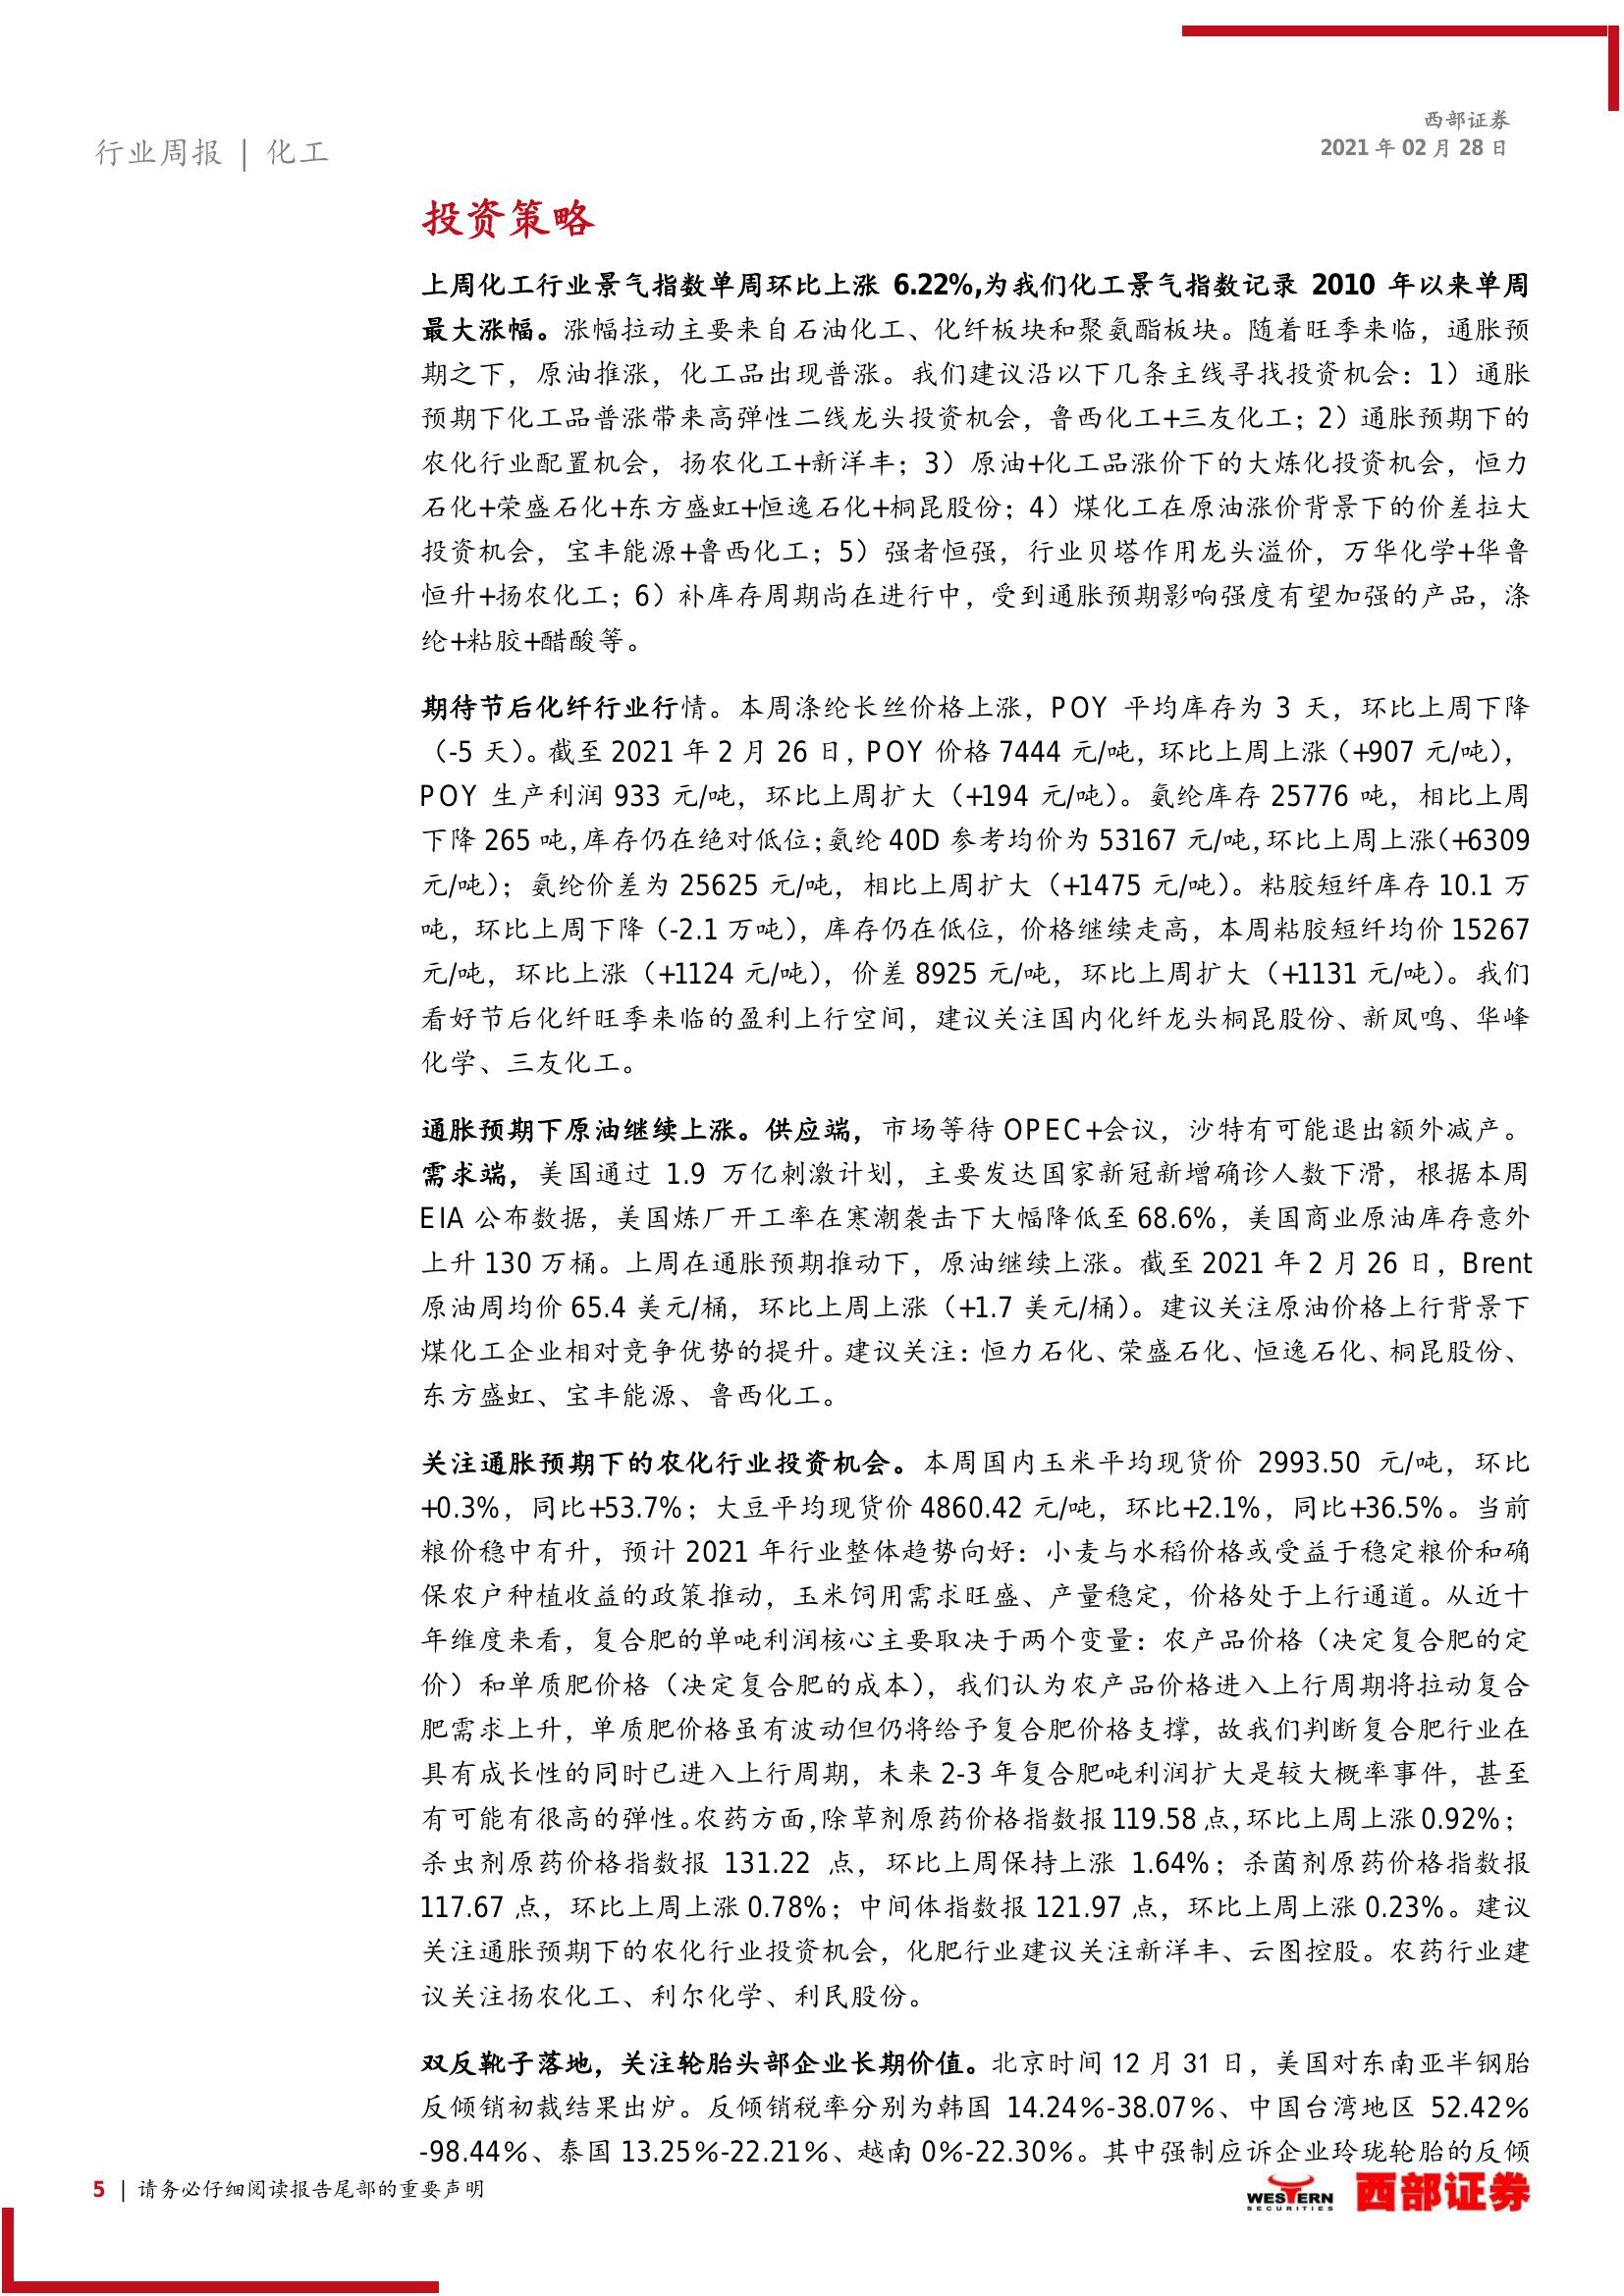 西部证券
行业周报 | 化工
2021 年 02 月 28 日
投资策略
上周化工行业景气指数单周环比上涨 6.22%,为我们化工景气指数记录 2010 年以来单周
最大涨幅。涨幅拉动主要来自石油化工、化纤板块和聚氨酯板块。随着旺季来临，通胀预
期之下，原油推涨，化工品出现普涨。我们建议沿以下几条主线寻找投资机会：1）通胀
预期下化工品普涨带来高弹性二线龙头投资机会，鲁西化工+三友化工；2）通胀预期下的
农化行业配置机会，扬农化工+新洋丰；3）原油+化工品涨价下的大炼化投资机会，恒力
石化+荣盛石化+东方盛虹+恒逸石化+桐昆股份；4）煤化工在原油涨价背景下的价差拉大
投资机会，宝丰能源+鲁西化工；5）强者恒强，行业贝塔作用龙头溢价，万华化学+华鲁
恒升+扬农化工；6）补库存周期尚在进行中，受到通胀预期影响强度有望加强的产品，涤
纶+粘胶+醋酸等。
期待节后化纤行业行情。本周涤纶长丝价格上涨，POY 平均库存为 3 天，环比上周下降
（-5 天）。截至 2021 年 2 月 26 日，POY 价格 7444 元/吨，环比上周上涨（+907 元/吨），
POY 生产利润 933 元/吨，环比上周扩大（+194 元/吨）。氨纶库存 25776 吨，相比上周
下降 265 吨，库存仍在绝对低位；氨纶 40D 参考均价为 53167 元/吨，环比上周上涨（+6309
元/吨）；氨纶价差为 25625 元/吨，相比上周扩大（+1475 元/吨）。粘胶短纤库存 10.1 万
吨，环比上周下降（-2.1 万吨），库存仍在低位，价格继续走高，本周粘胶短纤均价 15267
元/吨，环比上涨（+1124 元/吨），价差 8925 元/吨，环比上周扩大（+1131 元/吨）。我们
看好节后化纤旺季来临的盈利上行空间，建议关注国内化纤龙头桐昆股份、新凤鸣、华峰
化学、三友化工。
通胀预期下原油继续上涨。供应端，市场等待 OPEC+会议，沙特有可能退出额外减产。
需求端，美国通过 1.9 万亿刺激计划，主要发达国家新冠新增确诊人数下滑，根据本周
EIA 公布数据，美国炼厂开工率在寒潮袭击下大幅降低至 68.6%，美国商业原油库存意外
上升 130 万桶。上周在通胀预期推动下，原油继续上涨。截至 2021 年 2 月 26 日，Brent
原油周均价 65.4 美元/桶，环比上周上涨（+1.7 美元/桶）。建议关注原油价格上行背景下
煤化工企业相对竞争优势的提升。建议关注：恒力石化、荣盛石化、恒逸石化、桐昆股份、
东方盛虹、宝丰能源、鲁西化工。
关注通胀预期下的农化行业投资机会。本周国内玉米平均现货价 2993.50 元/吨，环比
+0.3%，同比+53.7%；大豆平均现货价 4860.42 元/吨，环比+2.1%，同比+36.5%。当前
粮价稳中有升，预计 2021 年行业整体趋势向好：小麦与水稻价格或受益于稳定粮价和确
保农户种植收益的政策推动，玉米饲用需求旺盛、产量稳定，价格处于上行通道。从近十
年维度来看，复合肥的单吨利润核心主要取决于两个变量：农产品价格（决定复合肥的定
价）和单质肥价格（决定复合肥的成本），我们认为农产品价格进入上行周期将拉动复合
肥需求上升，单质肥价格虽有波动但仍将给予复合肥价格支撑，故我们判断复合肥行业在
具有成长性的同时已进入上行周期，未来 2-3 年复合肥吨利润扩大是较大概率事件，甚至
有可能有很高的弹性。农药方面，除草剂原药价格指数报 119.58 点，环比上周上涨 0.92%；
杀虫剂原药价格指数报 131.22 点，环比上周保持上涨 1.64%；杀菌剂原药价格指数报
117.67 点，环比上周上涨 0.78%；中间体指数报 121.97 点，环比上周上涨 0.23%。建议
关注通胀预期下的农化行业投资机会，化肥行业建议关注新洋丰、云图控股。农药行业建
议关注扬农化工、利尔化学、利民股份。
双反靴子落地，关注轮胎头部企业长期价值。北京时间 12 月 31 日，美国对东南亚半钢胎
反倾销初裁结果出炉。反倾销税率分别为韩国 14.24%-38.07%、中国台湾地区 52.42%
-98.44%、泰国 13.25%-22.21%、越南 0%-22.30%。其中强制应诉企业玲珑轮胎的反倾
5 | 请务必仔细阅读报告尾部的重要声明
WESTERN
SECURITIES
西部证券